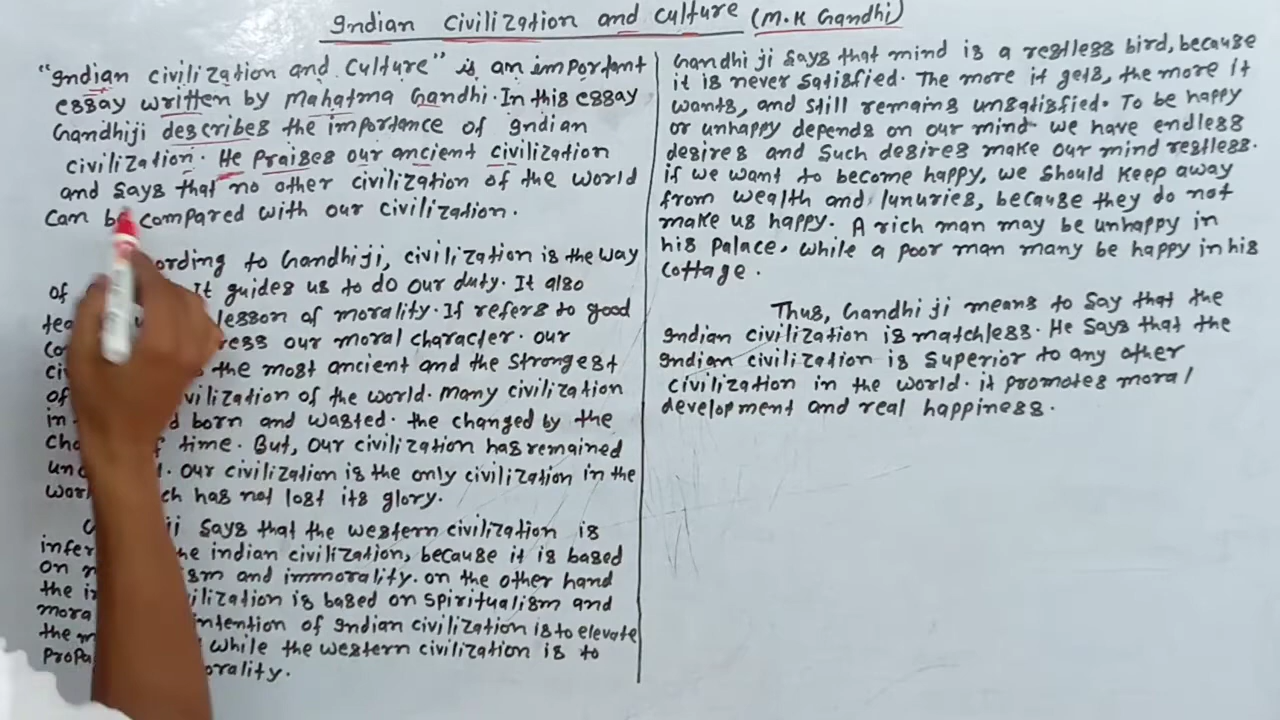 Indian Civilization and Culture (M.K Gandhi)
"Indian civilization and culture" is an important
essay written by Mahatma Gandhi. In this essay
Gandhiji describes the importance of Indian
civilization. He praises our ancient civilization
and says that no other civilization of the world
can be compared with our civilization.
to Gandhiji, civilization is the way
of It guides us to do our duty. It also
lesson of morality. If refers to good
our moral character. our
the most ancient and the strongest
of of the world. many civilization
born and wasted. the changed by the
time. But, our civilization has remained
our civilization is the only civilization in the
has not lost its glory.
says that the western civilization is
the indian civilization, because it is based
on and immorality. on the other hand
the is based on spiritualism and
intention of Indian civilization is to elevate
the while the western civilization is to
Gandhi ji says that mind is a restless bird, because
it is never satisfied. The more it gets, the more it
wants, and still remains unsatisfied. To be happy
or unhappy depends on our mind. we have endless
desires and such desires make our mind restless.
if we want to become happy, we should keep away
from wealth and lunuries, because they do not
make us happy. A rich man may be unhappy in
his palace, while a poor man many be happy in his
cottage.
Thus, Gandhi ji means to say that the
Indian civilization is matchless. He says that the
Indian civilization is superior to any other
civilization in the world. it promotes moral
development and real happiness.